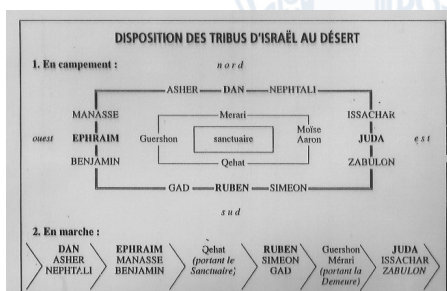 DISPOSITION DES TRIBUS D'ISRAËL AU DÉSERT
1. En campement :
nord
ASHER DAN NEPHTALI
MANASSE Merari ISSACHAR
ouest EPHRAIM Guershon sanctuaire Moïse Aaron JUDA est
BENJAMIN Qehat ZABULON
GAD RUBEN SIMEON
sud
2. En marche :
DAN EPHRAIM Qehat RUBEN Guershon JUDA
ASHER MANASSE (portant le SIMEON Mérari ISSACHAR
NEPHTALI BENJAMIN Sanctuaire) GAD (portant la ZABULON
Demeure)